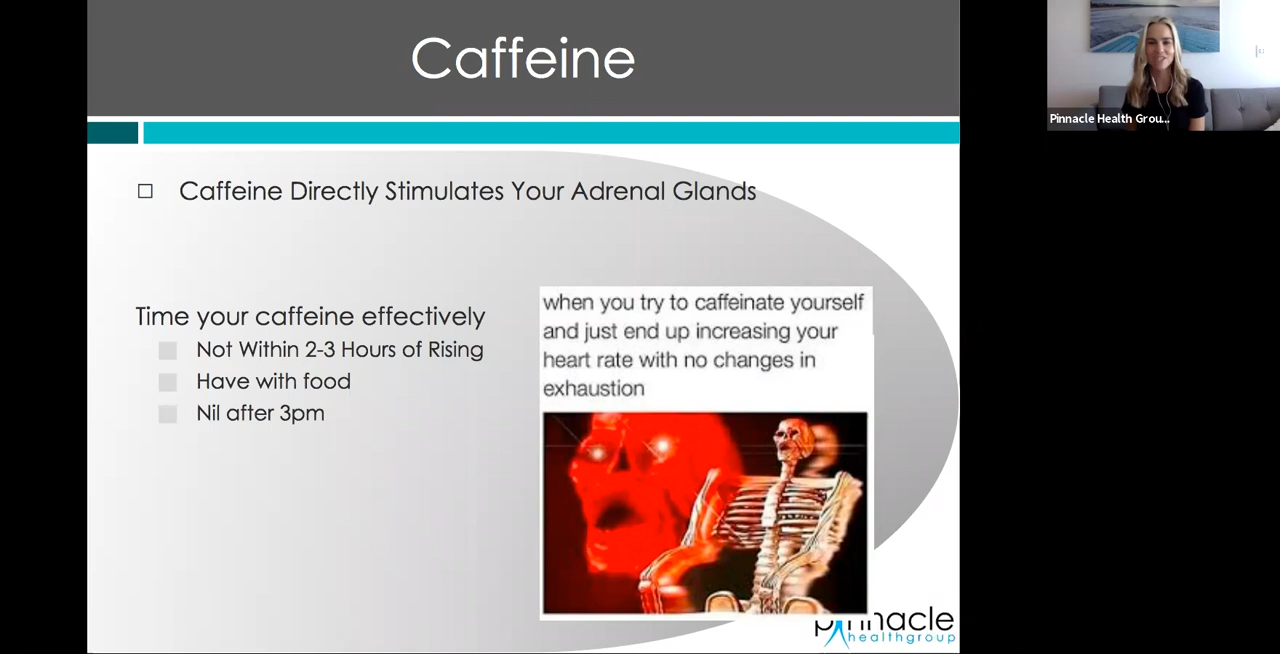 Caffeine
Caffeine Directly Stimulates Your Adrenal Glands
Time your caffeine effectively
Not Within 2-3 Hours of Rising
Have with food
Nil after 3pm
when you try to caffeinate yourself
and just end up increasing your
heart rate with no changes in
exhaustion
pinnacle
healthgroup
Pinnacle Health Grou...